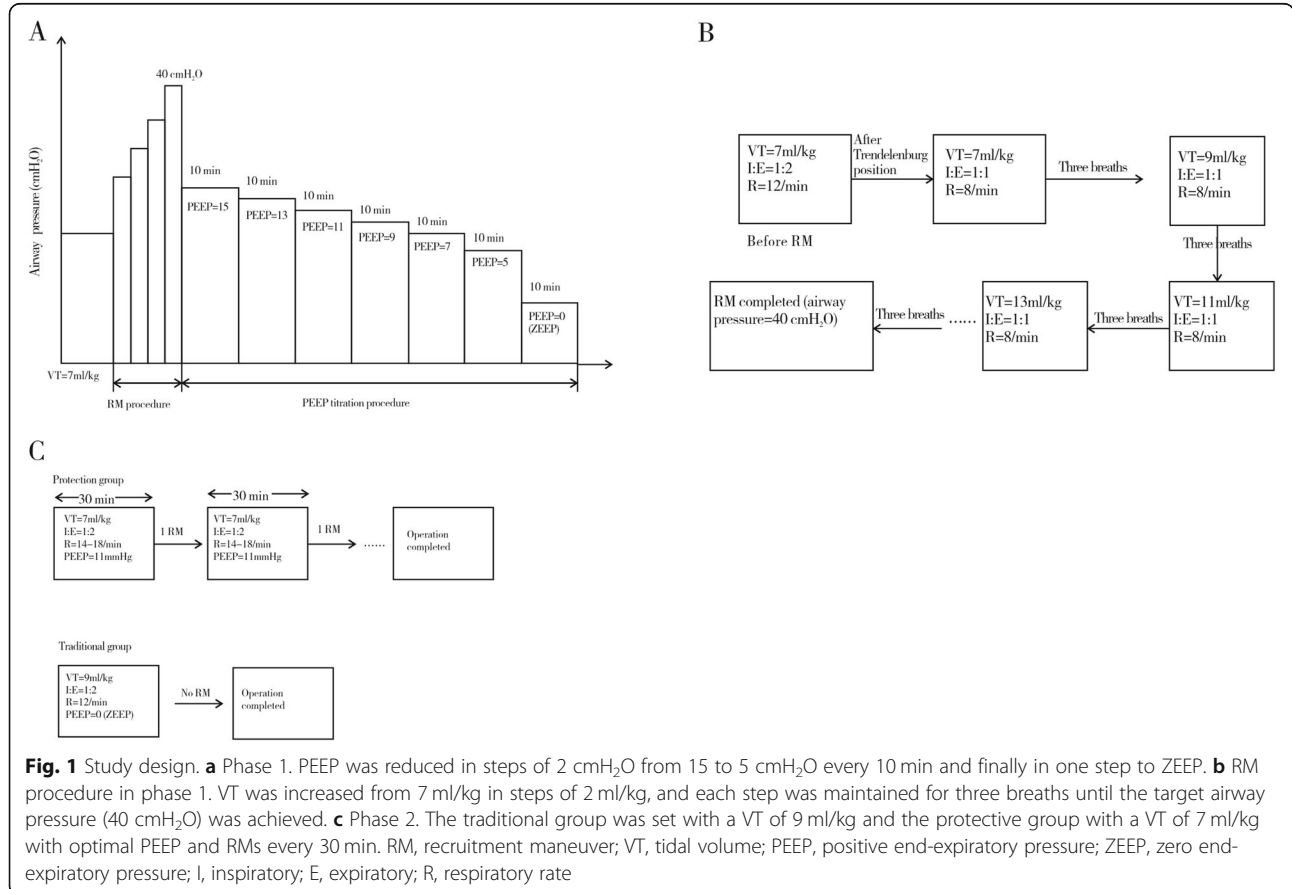 A
40 cmH₂O
Airway pressure (cmH₂O)
10 min
PEEP=15
10 min
PEEP=13
10 min
PEEP=11
10 min
PEEP=9
10 min
PEEP=7
10 min
PEEP=5
10 min
PEEP=0
(ZEEP)
VT=7ml/kg
RM procedure
PEEP titration procedure
B
VT=7ml/kg
I:E=1:2
R=12/min
Before RM
After
Trendelenburg
position
VT=7ml/kg
I:E=1:1
R=8/min
Three breaths
VT=9ml/kg
I:E=1:1
R=8/min
Three breaths
VT=11ml/kg
I:E=1:1
R=8/min
Three breaths
VT=13ml/kg
I:E=1:1
R=8/min
......
Three breaths
RM completed (airway
pressure=40 cmH₂O)
C
Protection group
30 min
VT=7ml/kg
I:E=1:2
R=14–18/min
PEEP=11mmHg
1 RM
30 min
VT=7ml/kg
I:E=1:2
R=14–18/min
PEEP=11mmHg
1 RM
......
Operation
completed
Traditional group
VT=9ml/kg
I:E=1:2
R=12/min
PEEP=0 (ZEEP)
No RM
Operation
completed
Fig. 1 Study design. a Phase 1. PEEP was reduced in steps of 2 cmH₂O from 15 to 5 cmH₂O every 10 min and finally in one step to ZEEP. b RM
procedure in phase 1. VT was increased from 7 ml/kg in steps of 2 ml/kg, and each step was maintained for three breaths until the target airway
pressure (40 cmH₂O) was achieved. c Phase 2. The traditional group was set with a VT of 9 ml/kg and the protective group with a VT of 7 ml/kg
with optimal PEEP and RMs every 30 min. RM, recruitment maneuver; VT, tidal volume; PEEP, positive end-expiratory pressure; ZEEP, zero end-
expiratory pressure; I, inspiratory; E, expiratory; R, respiratory rate